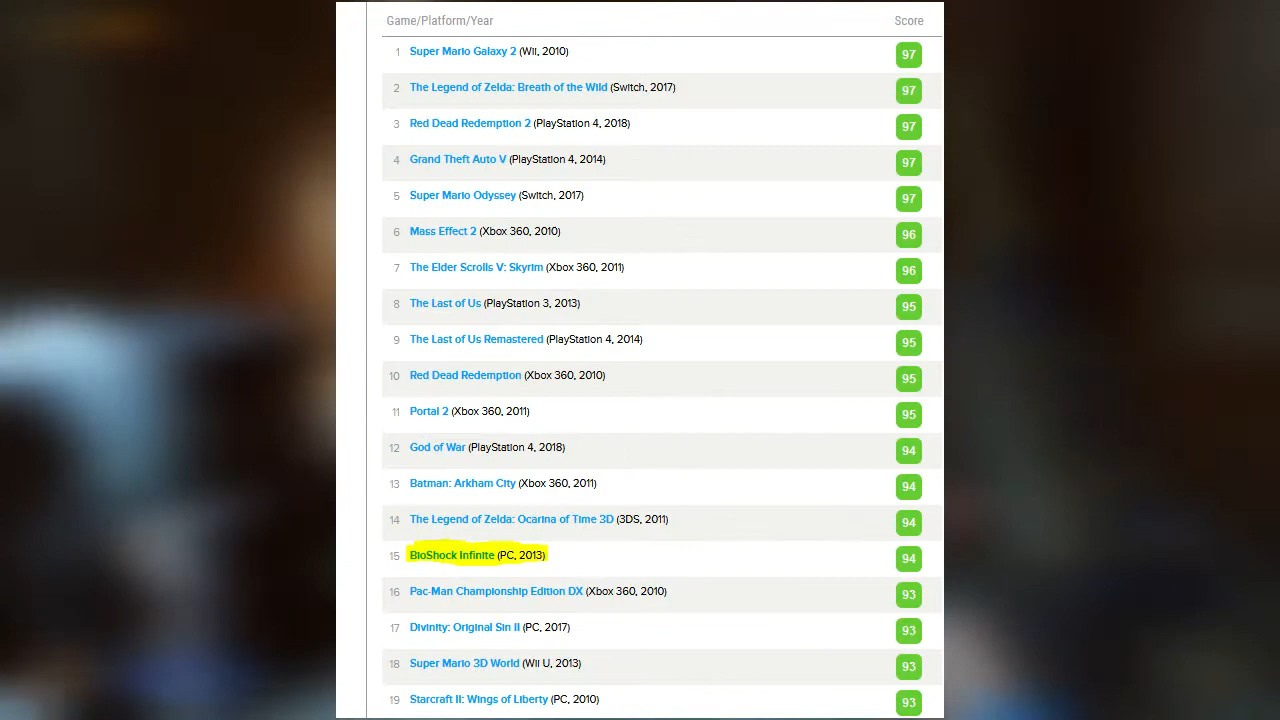 Game/Platform/Year Score
1 Super Mario Galaxy 2 (Wii, 2010) 97
2 The Legend of Zelda: Breath of the Wild (Switch, 2017) 97
3 Red Dead Redemption 2 (PlayStation 4, 2018) 97
4 Grand Theft Auto V (PlayStation 4, 2014) 97
5 Super Mario Odyssey (Switch, 2017) 97
6 Mass Effect 2 (Xbox 360, 2010) 96
7 The Elder Scrolls V: Skyrim (Xbox 360, 2011) 96
8 The Last of Us (PlayStation 3, 2013) 95
9 The Last of Us Remastered (PlayStation 4, 2014) 95
10 Red Dead Redemption (Xbox 360, 2010) 95
11 Portal 2 (Xbox 360, 2011) 95
12 God of War (PlayStation 4, 2018) 94
13 Batman: Arkham City (Xbox 360, 2011) 94
14 The Legend of Zelda: Ocarina of Time 3D (3DS, 2011) 94
15 BioShock Infinite (PC, 2013) 94
16 Pac-Man Championship Edition DX (Xbox 360, 2010) 93
17 Divinity: Original Sin II (PC, 2017) 93
18 Super Mario 3D World (Wii U, 2013) 93
19 Starcraft II: Wings of Liberty (PC, 2010) 93